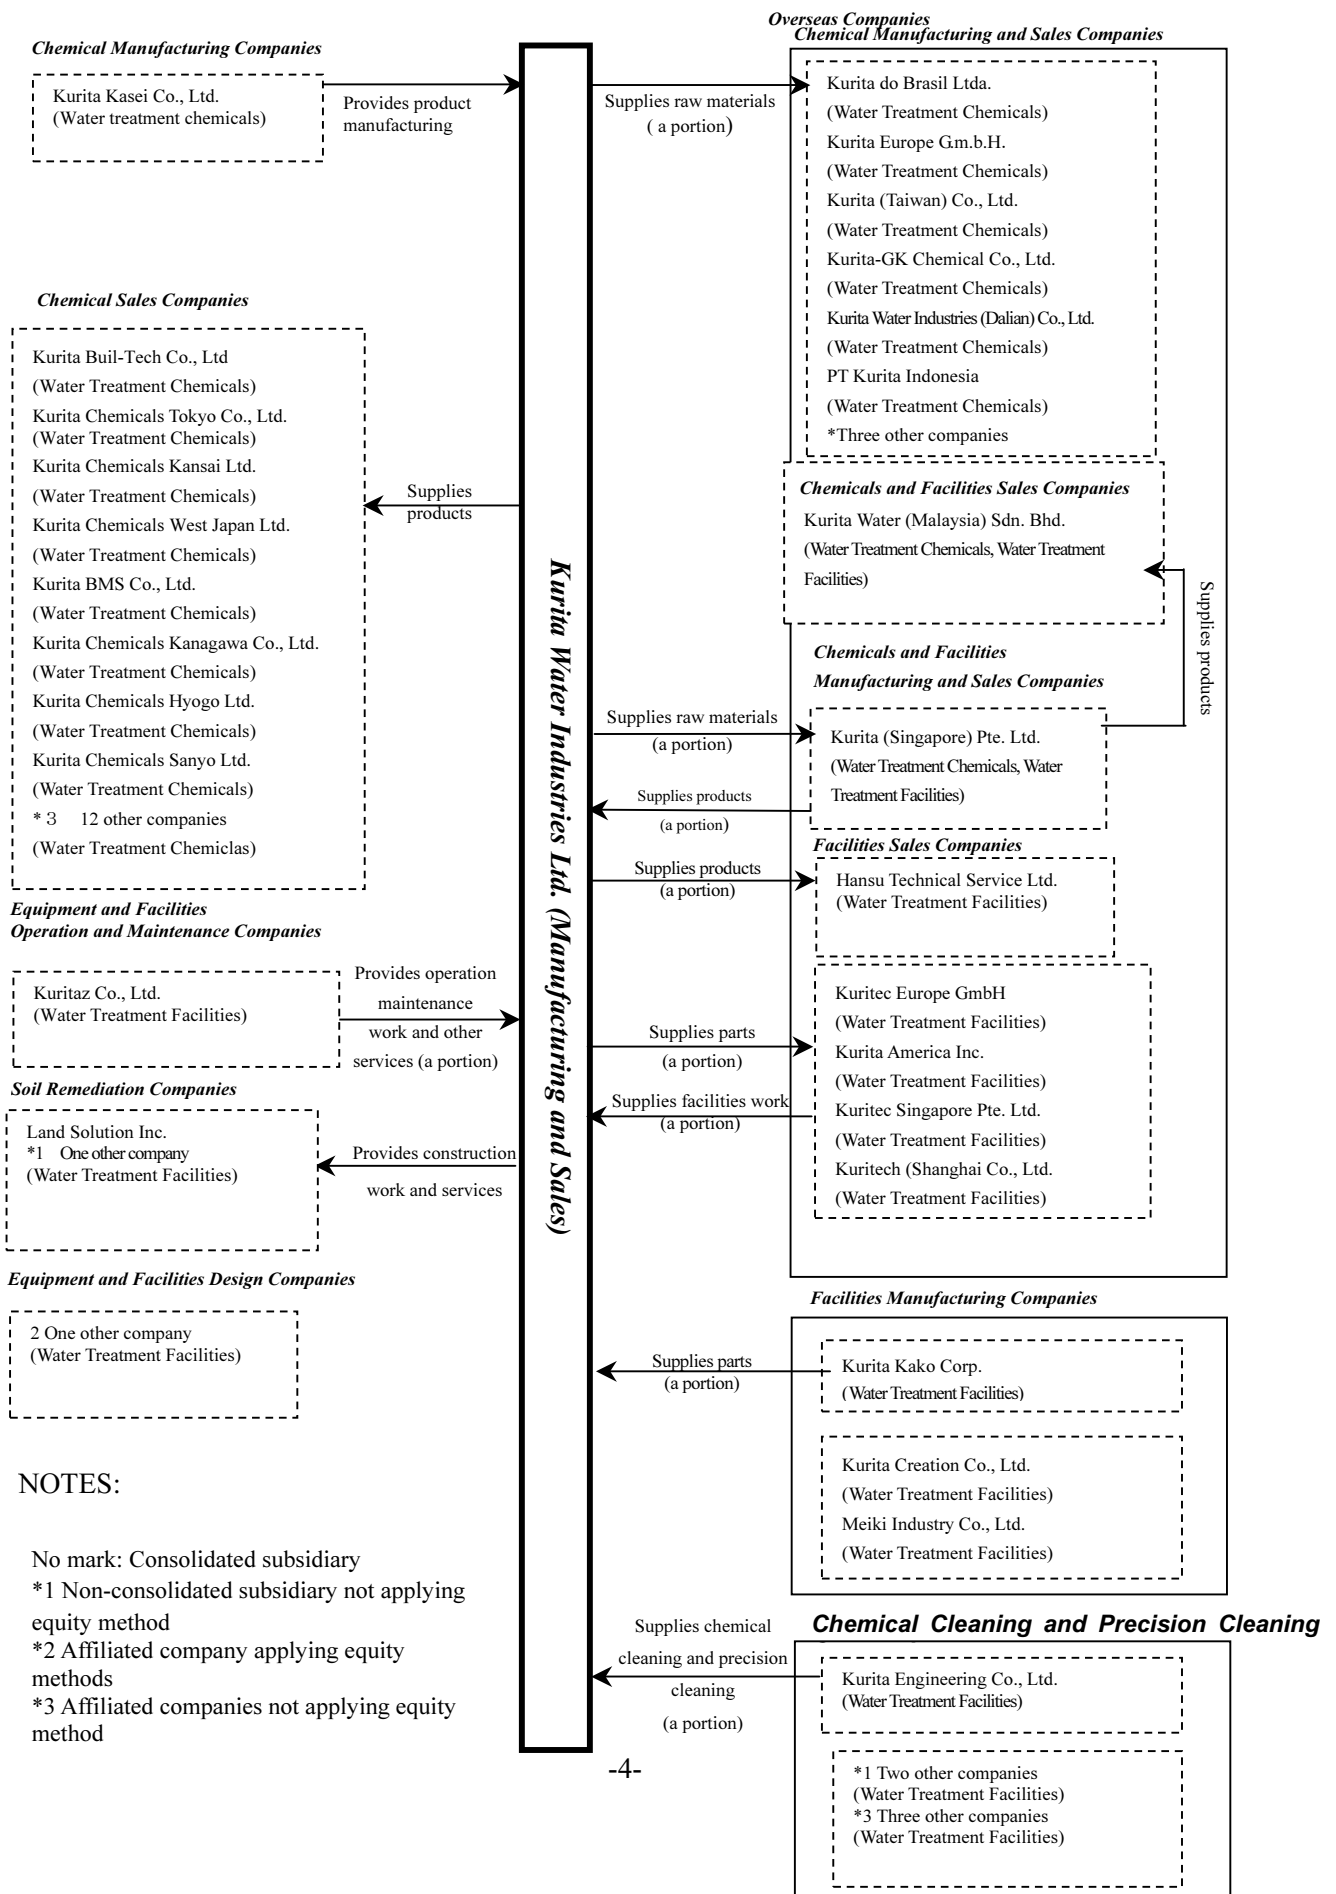 Overseas Companies
Chemical Manufacturing Companies
Chemical Manufacturing and Sales Companies
Kurita Kasei Co., Ltd.
(Water treatment chemicals)
Provides product
manufacturing
Supplies raw materials
( a portion)
Kurita do Brasil Ltda.
(Water Treatment Chemicals)
Kurita Europe G.m.b.H.
(Water Treatment Chemicals)
Kurita (Taiwan) Co., Ltd.
(Water Treatment Chemicals)
Kurita-GK Chemical Co., Ltd.
(Water Treatment Chemicals)
Kurita Water Industries (Dalian) Co., Ltd.
(Water Treatment Chemicals)
PT Kurita Indonesia
(Water Treatment Chemicals)
*Three other companies
Chemical Sales Companies
Kurita Buil-Tech Co., Ltd
(Water Treatment Chemicals)
Kurita Chemicals Tokyo Co., Ltd.
(Water Treatment Chemicals)
Kurita Chemicals Kansai Ltd.
(Water Treatment Chemicals)
Kurita Chemicals West Japan Ltd.
(Water Treatment Chemicals)
Kurita BMS Co., Ltd.
(Water Treatment Chemicals)
Kurita Chemicals Kanagawa Co., Ltd.
(Water Treatment Chemicals)
Kurita Chemicals Hyogo Ltd.
(Water Treatment Chemicals)
Kurita Chemicals Sanyo Ltd.
(Water Treatment Chemicals)
*３ 12 other companies
(Water Treatment Chemiclas)
Supplies
products
Kurita Water Industries Ltd. (Manufacturing and Sales)
Chemicals and Facilities Sales Companies
Kurita Water (Malaysia) Sdn. Bhd.
(Water Treatment Chemicals, Water Treatment
Facilities)
Supplies products
Chemicals and Facilities
Manufacturing and Sales Companies
Supplies raw materials
(a portion)
Kurita (Singapore) Pte. Ltd.
(Water Treatment Chemicals, Water
Treatment Facilities)
Supplies products
(a portion)
Facilities Sales Companies
Supplies products
(a portion)
Hansu Technical Service Ltd.
(Water Treatment Facilities)
Equipment and Facilities
Operation and Maintenance Companies
Kuritaz Co., Ltd.
(Water Treatment Facilities)
Provides operation
maintenance
work and other
services (a portion)
Supplies parts
(a portion)
Supplies facilities work
(a portion)
Kuritec Europe GmbH
(Water Treatment Facilities)
Kurita America Inc.
(Water Treatment Facilities)
Kuritec Singapore Pte. Ltd.
(Water Treatment Facilities)
Kuritech (Shanghai Co., Ltd.
(Water Treatment Facilities)
Soil Remediation Companies
Land Solution Inc.
*1 One other company
(Water Treatment Facilities)
Provides construction
work and services
Equipment and Facilities Design Companies
2 One other company
(Water Treatment Facilities)
Facilities Manufacturing Companies
Supplies parts
(a portion)
Kurita Kako Corp.
(Water Treatment Facilities)
Kurita Creation Co., Ltd.
(Water Treatment Facilities)
Meiki Industry Co., Ltd.
(Water Treatment Facilities)
NOTES:
No mark: Consolidated subsidiary
*1 Non-consolidated subsidiary not applying
equity method
*2 Affiliated company applying equity
methods
*3 Affiliated companies not applying equity
method
Chemical Cleaning and Precision Cleaning
Supplies chemical
cleaning and precision
cleaning
(a portion)
Kurita Engineering Co., Ltd.
(Water Treatment Facilities)
*1 Two other companies
(Water Treatment Facilities)
*3 Three other companies
(Water Treatment Facilities)
-4-